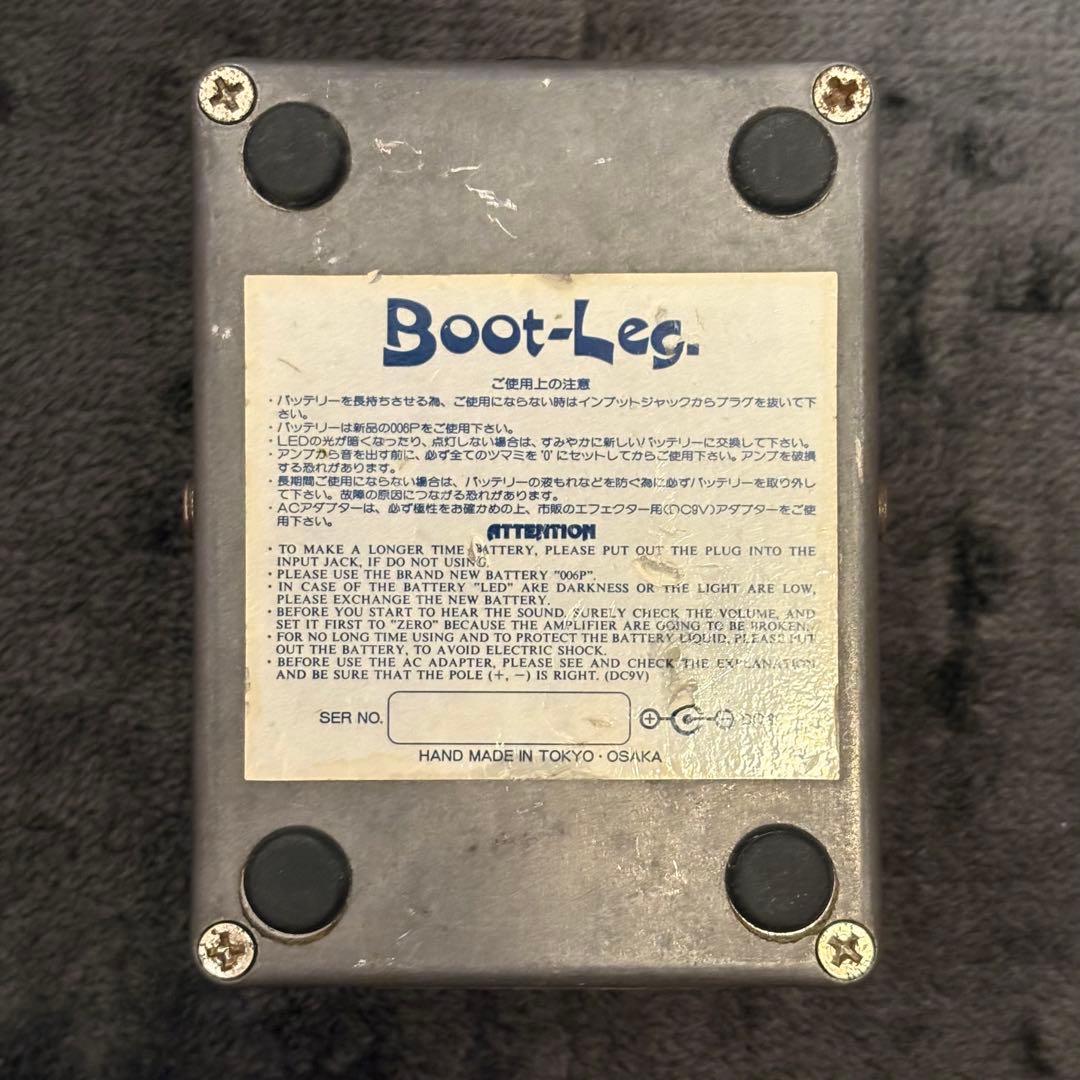 Boot-Leg.
ご使用上の注意
・バッテリーを長持ちさせる為、ご使用にならない時はインプットジャックからプラグを抜いて下
さい。
・バッテリーは新品の006Pをご使用下さい。
・LEDの光が暗くなったり、点灯しない場合は、すみやかに新しいバッテリーに交換して下さい。
・アンプから音を出す前に、必ず全てのツマミを'0'にセットしてからご使用下さい。アンプを破損
する恐れがあります。
・長期間ご使用にならない場合は、バッテリーの液もれなどを防ぐ為に必ずバッテリーを取り外し
て下さい。故障の原因につながる恐れがあります。
・ACアダプターは、必ず極性をお確かめの上、市販のエフェクター用(DC9V)アダプターをご使
用下さい。
ATTENTION
・TO MAKE A LONGER TIME BATTERY, PLEASE PUT OUT THE PLUG INTO THE
INPUT JACK, IF DO NOT USING.
・PLEASE USE THE BRAND NEW BATTERY "006P".
・IN CASE OF THE BATTERY "LED" ARE DARKNESS OR THE LIGHT ARE LOW,
PLEASE EXCHANGE THE NEW BATTERY.
・BEFORE YOU START TO HEAR THE SOUND, SURELY CHECK THE VOLUME, AND
SET IT FIRST TO "ZERO" BECAUSE THE AMPLIFIER ARE GOING TO BE BROKEN.
・FOR NO LONG TIME USING AND TO PROTECT THE BATTERY LIQUID, PLEASE PUT
OUT THE BATTERY, TO AVOID ELECTRIC SHOCK.
・BEFORE USE THE AC ADAPTER, PLEASE SEE AND CHECK THE EXPLANATION
AND BE SURE THAT THE POLE (+, −) IS RIGHT. (DC9V)
SER NO.
HAND MADE IN TOKYO・OSAKA